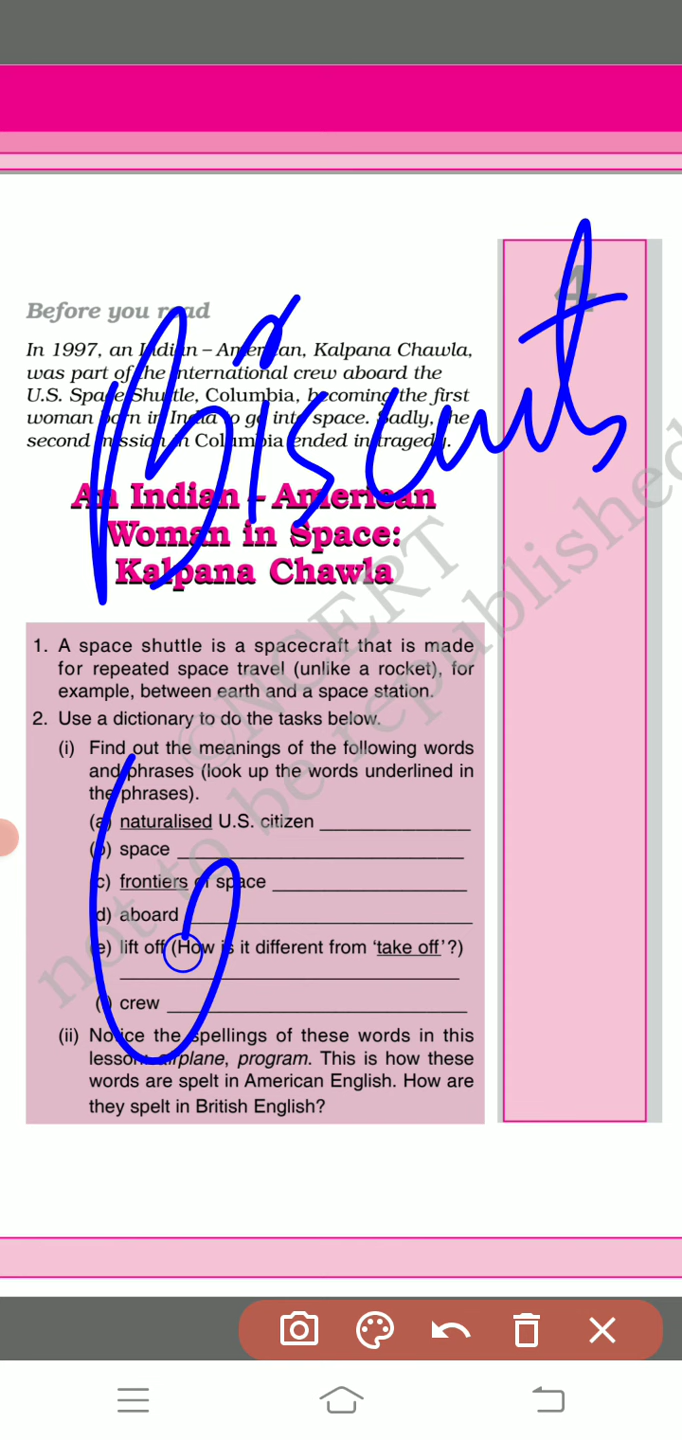 4
Before you read
In 1997, an Indian – American, Kalpana Chawla,
was part of the international crew aboard the
U.S. Space Shuttle, Columbia, becoming the first
woman born in India to go into space. Sadly, the
second mission in Columbia ended in tragedy.
Biscuits
An Indian – American
Woman in Space:
Kalpana Chawla
1. A space shuttle is a spacecraft that is made
for repeated space travel (unlike a rocket), for
example, between earth and a space station.
2. Use a dictionary to do the tasks below.
(i) Find out the meanings of the following words
and phrases (look up the words underlined in
the phrases).
(a) naturalised U.S. citizen
(b) space
(c) frontiers of space
(d) aboard
(e) lift off (How is it different from ‘take off’?)
(f) crew
(ii) Notice the spellings of these words in this
lesson: airplane, program. This is how these
words are spelt in American English. How are
they spelt in British English?
©NCERT
not to be republished